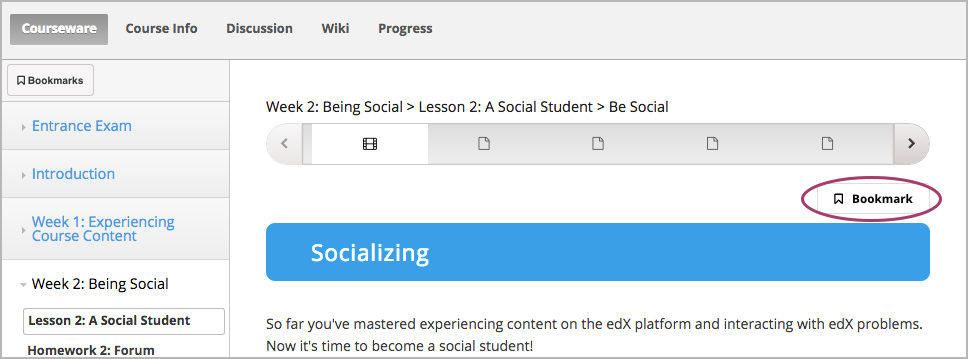 Courseware Course Info Discussion Wiki Progress
Bookmarks
Entrance Exam
Introduction
Week 1: Experiencing
Course Content
Week 2: Being Social
Lesson 2: A Social Student
Homework 2: Forum
Week 2: Being Social > Lesson 2: A Social Student > Be Social
Bookmark
Socializing
So far you've mastered experiencing content on the edX platform and interacting with edX problems.
Now it's time to become a social student!